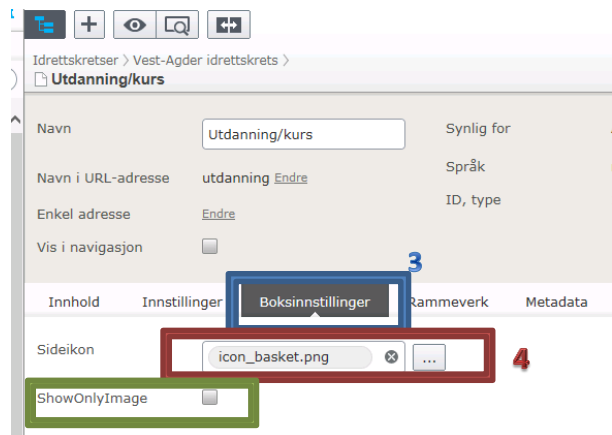 Idrettskretser > Vest-Agder idrettskrets >
Utdanning/kurs
Navn
Utdanning/kurs
Synlig for
Navn i URL-adresse
utdanning Endre
Språk
Enkel adresse
Endre
ID, type
Vis i navigasjon
3
Innhold
Innstillinger
Boksinnstillinger
Rammeverk
Metadata
Sideikon
icon_basket.png
...
4
ShowOnlyImage